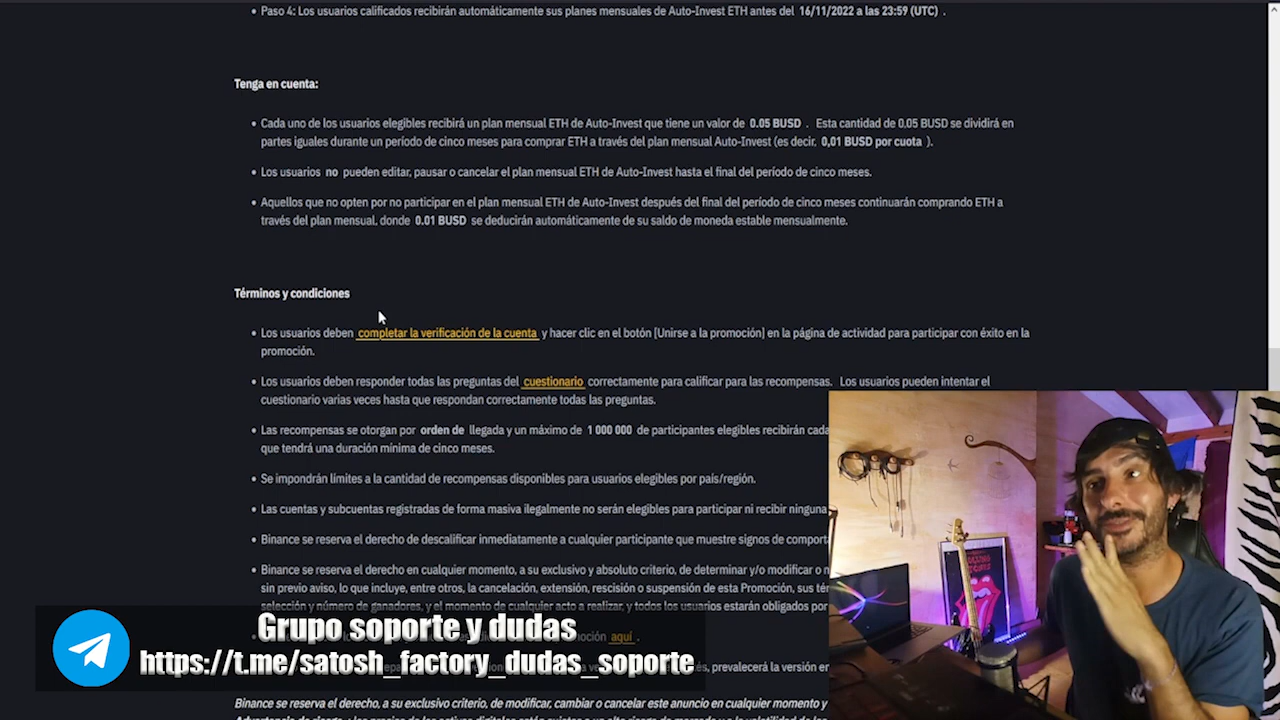 • Paso 4: Los usuarios calificados recibirán automáticamente sus planes mensuales de Auto-Invest ETH antes del 16/11/2022 a las 23:59 (UTC) .
Tenga en cuenta:
• Cada uno de los usuarios elegibles recibirá un plan mensual ETH de Auto-Invest que tiene un valor de 0.05 BUSD . Esta cantidad de 0,05 BUSD se dividirá en
partes iguales durante un período de cinco meses para comprar ETH a través del plan mensual Auto-Invest (es decir, 0,01 BUSD por cuota ).
• Los usuarios no pueden editar, pausar o cancelar el plan mensual ETH de Auto-Invest hasta el final del período de cinco meses.
• Aquellos que no opten por no participar en el plan mensual ETH de Auto-Invest después del final del período de cinco meses continuarán comprando ETH a
través del plan mensual, donde 0.01 BUSD se deducirán automáticamente de su saldo de moneda estable mensualmente.
Términos y condiciones
• Los usuarios deben completar la verificación de la cuenta y hacer clic en el botón [Unirse a la promoción] en la página de actividad para participar con éxito en la
promoción.
• Los usuarios deben responder todas las preguntas del cuestionario correctamente para calificar para las recompensas. Los usuarios pueden intentar el
cuestionario varias veces hasta que respondan correctamente todas las preguntas.
• Las recompensas se otorgan por orden de llegada y un máximo de 1 000 000 de participantes elegibles recibirán cada
que tendrá una duración mínima de cinco meses.
• Se impondrán límites a la cantidad de recompensas disponibles para usuarios elegibles por país/región.
• Las cuentas y subcuentas registradas de forma masiva ilegalmente no serán elegibles para participar ni recibir ninguna
• Binance se reserva el derecho de descalificar inmediatamente a cualquier participante que muestre signos de comporta
• Binance se reserva el derecho en cualquier momento, a su exclusivo y absoluto criterio, de determinar y/o modificar o
sin previo aviso, lo que incluye, entre otros, la cancelación, extensión, rescisión o suspensión de esta Promoción, sus
selección y número de ganadores, y el momento de cualquier acto a realizar, y todos los usuarios estarán obligados por
aquí .
prevalecerá la versión en
Grupo soporte y dudas
https://t.me/satosh_factory_dudas_soporte
Binance se reserva el derecho, a su exclusivo criterio, de modificar, cambiar o cancelar este anuncio en cualquier momento y